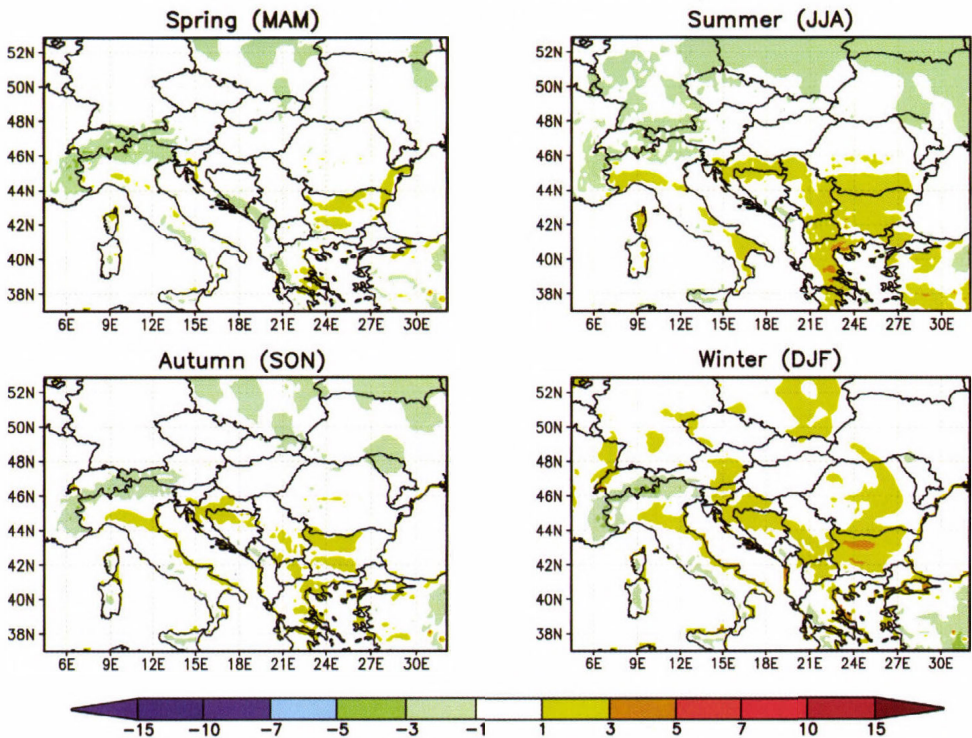 Spring (MAM)
Summer (JJA)
52N
50N
48N
46N
44N
42N
40N
38N
6E 9E 12E 15E 18E 21E 24E 27E 30E
52N
50N
48N
46N
44N
42N
40N
38N
6E 9E 12E 15E 18E 21E 24E 27E 30E
Autumn (SON)
Winter (DJF)
52N
50N
48N
46N
44N
42N
40N
38N
6E 9E 12E 15E 18E 21E 24E 27E 30E
52N
50N
48N
46N
44N
42N
40N
38N
6E 9E 12E 15E 18E 21E 24E 27E 30E
−15 −10 −7 −5 −3 −1 1 3 5 7 10 15